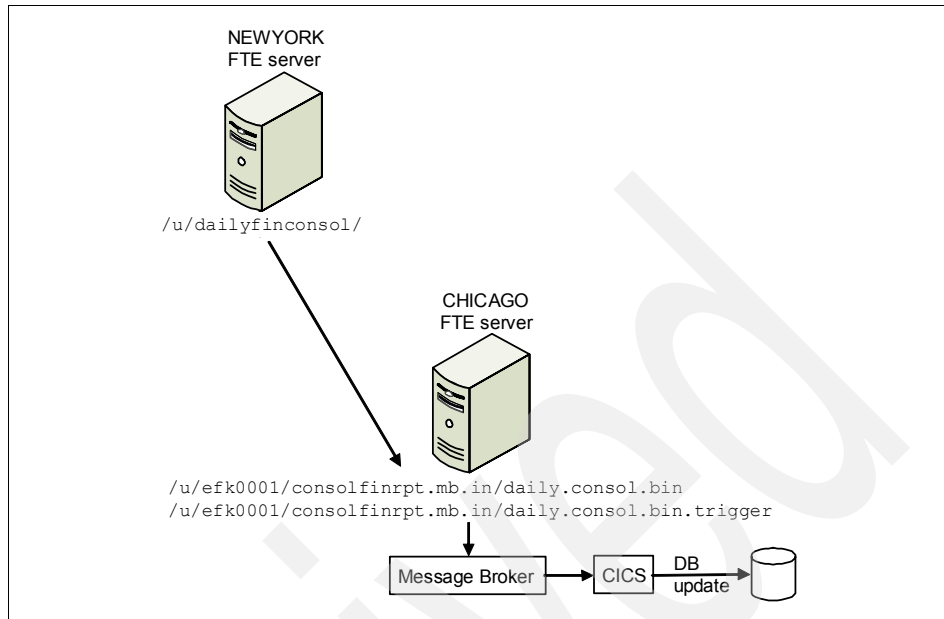 NEWYORK
FTE server
/u/dailyfinconsol/
CHICAGO
FTE server
/u/efk0001/consolfinrpt.mb.in/daily.consol.bin
/u/efk0001/consolfinrpt.mb.in/daily.consol.bin.trigger
Message Broker
CICS
DB
update